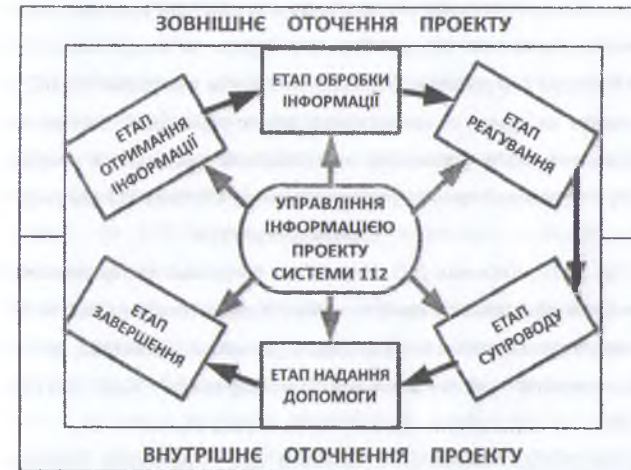 ЗОВНІШНЄ ОТОЧЕННЯ ПРОЕКТУ
ЕТАП ОБРОБКИ
ІНФОРМАЦІЇ
ЕТАП
ОТРИМАННЯ
ІНФОРМАЦІЇ
ЕТАП
РЕАГУВАННЯ
УПРАВЛІННЯ
ІНФОРМАЦІЄЮ
ПРОЕКТУ
СИСТЕМИ 112
ЕТАП
ЗАВЕРШЕННЯ
ЕТАП
СУПРОВОДУ
ЕТАП НАДАННЯ
ДОПОМОГИ
ВНУТРІШНЄ ОТОЧНЕННЯ ПРОЕКТУ